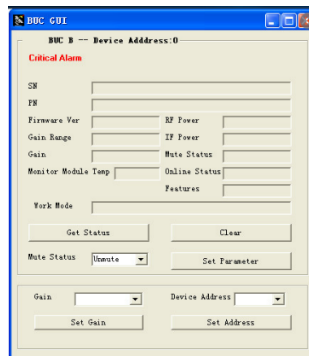 BUC GUI
BUC B -- Device Adddress:0
Critical Alarm
SN
PN
Firmware Ver RF Power
Gain Range IF Power
Gain Mute Status
Monitor Module Temp Online Status
Features
Work Mode
Get Status Clear
Mute Status Unmute Set Parameter
Gain Device Address
Set Gain Set Address